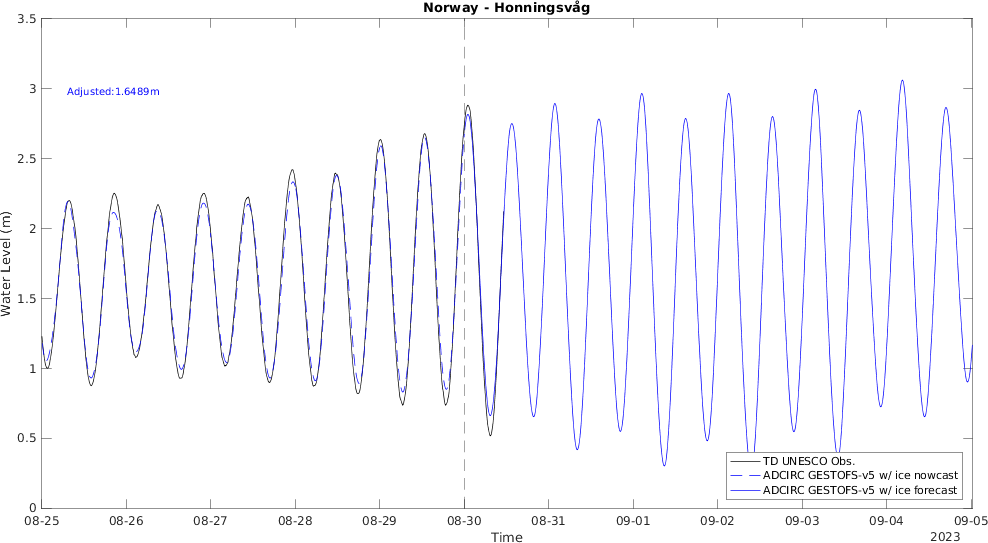 Norway - Honningsvåg
3.5
3
2.5
2
1.5
1
0.5
0
Water Level (m)
Adjusted:1.6489m
TD UNESCO Obs.
ADCIRC GESTOFS-v5 w/ ice nowcast
ADCIRC GESTOFS-v5 w/ ice forecast
08-25 08-26 08-27 08-28 08-29 08-30 08-31 09-01 09-02 09-03 09-04 09-05
Time
2023